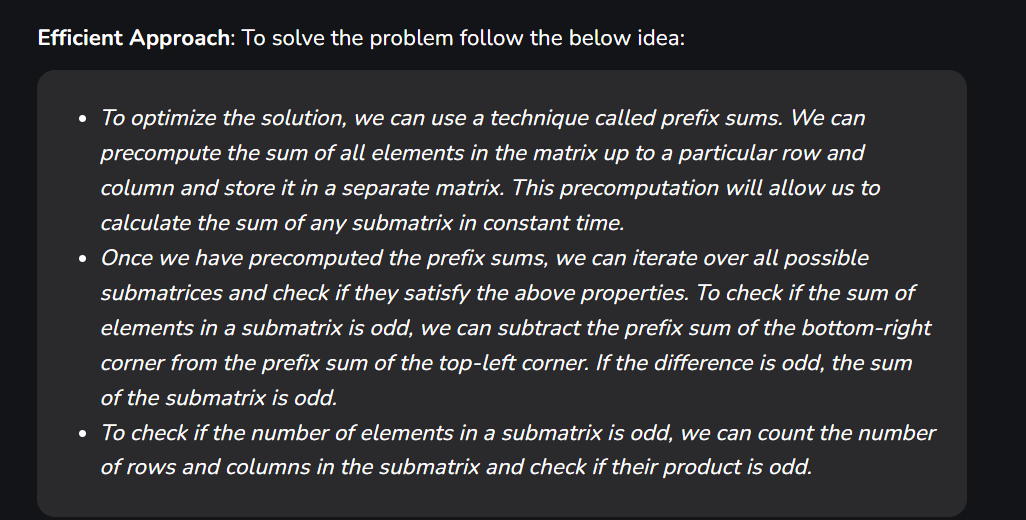 Efficient Approach: To solve the problem follow the below idea:
• To optimize the solution, we can use a technique called prefix sums. We can
precompute the sum of all elements in the matrix up to a particular row and
column and store it in a separate matrix. This precomputation will allow us to
calculate the sum of any submatrix in constant time.
• Once we have precomputed the prefix sums, we can iterate over all possible
submatrices and check if they satisfy the above properties. To check if the sum of
elements in a submatrix is odd, we can subtract the prefix sum of the bottom-right
corner from the prefix sum of the top-left corner. If the difference is odd, the sum
of the submatrix is odd.
• To check if the number of elements in a submatrix is odd, we can count the number
of rows and columns in the submatrix and check if their product is odd.